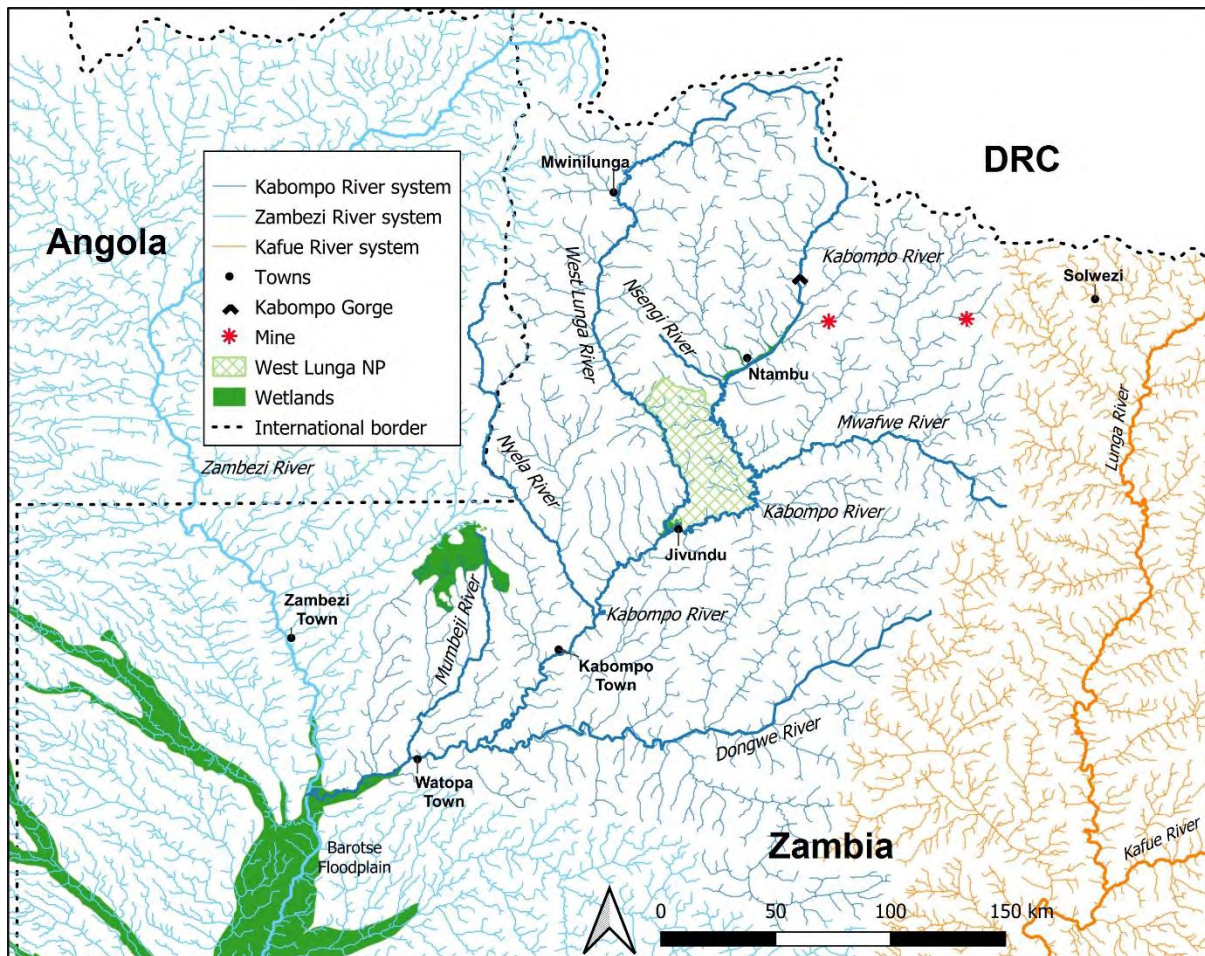 DRC
Mwinilunga
Kabompo River system
Zambezi River system
Kafue River system
Towns
Kabompo Gorge
Mine
West Lunga NP
Wetlands
International border
Angola
West Lunga River
Nsengi River
Kabompo River
Solwezi
Ntambu
Lunga River
Mwafwe River
Zambezi River
Nyela River
Kabompo River
Jivundu
Zambezi
Town
Mumbeji River
Kabompo River
Kabompo
Town
Dongwe River
Watopa
Town
Barotse
Floodplain
Zambia
Kafue River
0 50 100 150 km